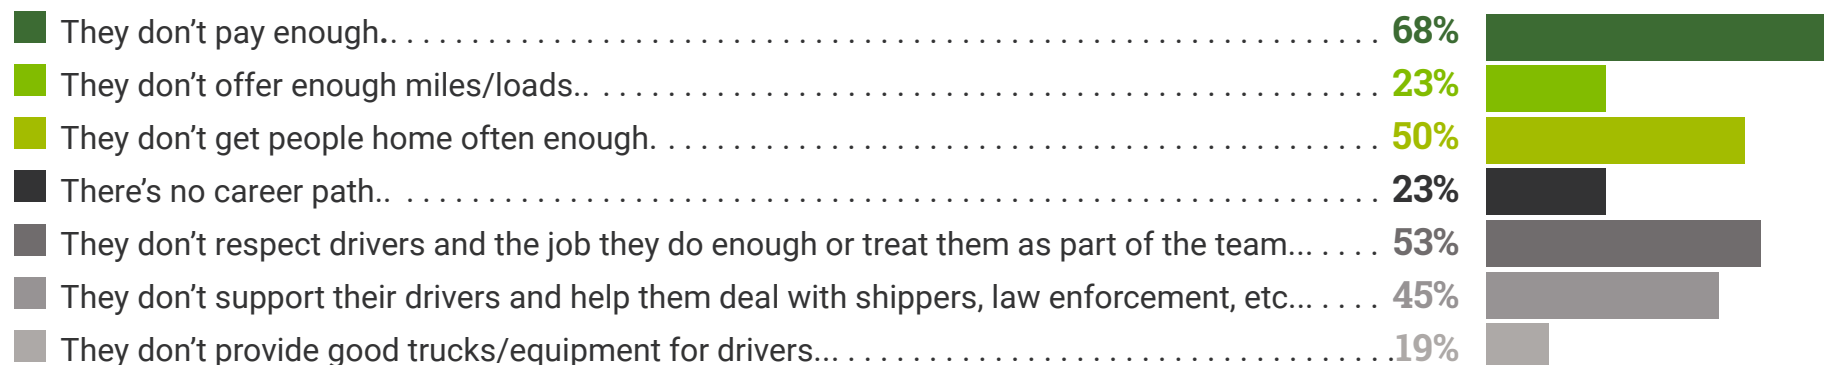 They don’t pay enough.. . . . . . . . . . . . . . . . . . . . . . . . . . . . . . . . . . . . . . . . . . . . . . . . . . . . . . . . . . . . . 68%
They don’t offer enough miles/loads.. . . . . . . . . . . . . . . . . . . . . . . . . . . . . . . . . . . . . . . . . . . . . . . . . 23%
They don’t get people home often enough. . . . . . . . . . . . . . . . . . . . . . . . . . . . . . . . . . . . . . . . . . . . . 50%
There’s no career path.. . . . . . . . . . . . . . . . . . . . . . . . . . . . . . . . . . . . . . . . . . . . . . . . . . . . . . . . . . . . . 23%
They don’t respect drivers and the job they do enough or treat them as part of the team... . . . . 53%
They don’t support their drivers and help them deal with shippers, law enforcement, etc... . . . . 45%
They don’t provide good trucks/equipment for drivers... . . . . . . . . . . . . . . . . . . . . . . . . . . . . . . . . . . .19%